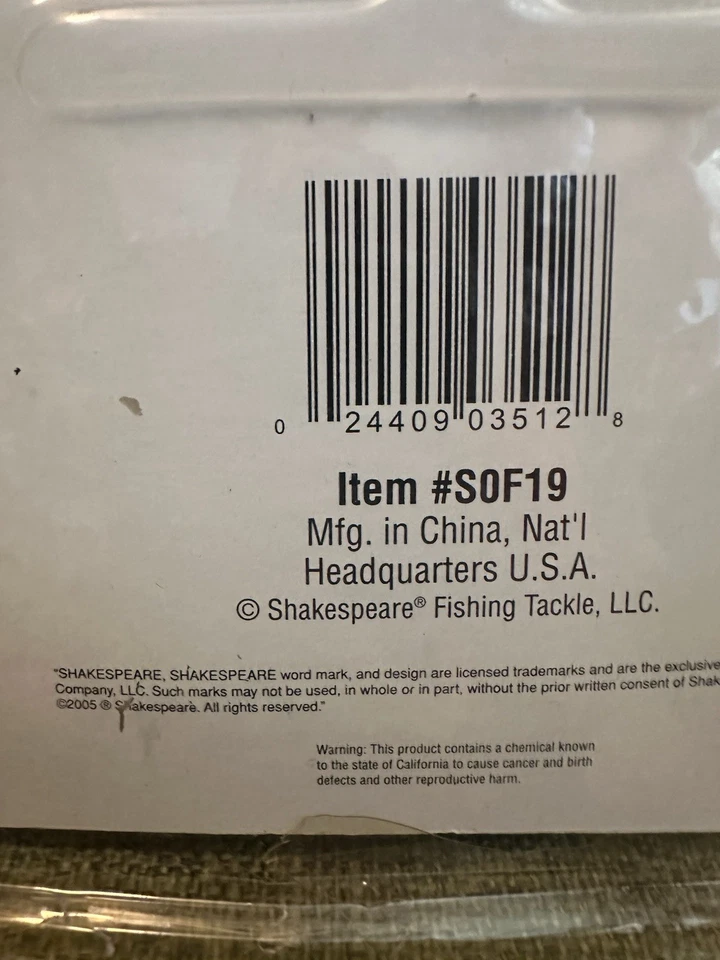 0 24409 03512 8
Item #SOF19
Mfg. in China, Nat'l
Headquarters U.S.A.
© Shakespeare® Fishing Tackle, LLC.
"SHAKESPEARE, SHAKESPEARE word mark, and design are licensed trademarks and are the exclusive
Company, LLC. Such marks may not be used, in whole or in part, without the prior written consent of Shak
©2005 ® Shakespeare. All rights reserved."
Warning: This product contains a chemical known
to the state of California to cause cancer and birth
defects and other reproductive harm.